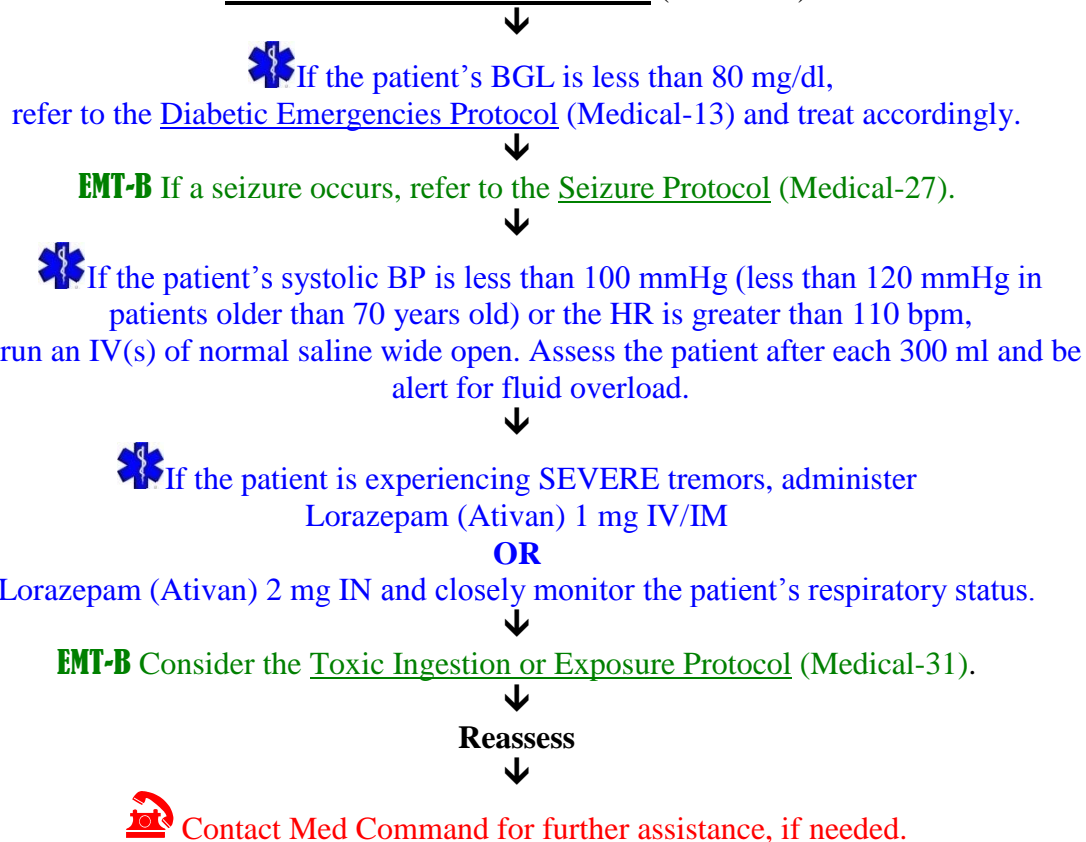 If the patient’s BGL is less than 80 mg/dl,
refer to the Diabetic Emergencies Protocol (Medical-13) and treat accordingly.
EMT-B If a seizure occurs, refer to the Seizure Protocol (Medical-27).
If the patient’s systolic BP is less than 100 mmHg (less than 120 mmHg in
patients older than 70 years old) or the HR is greater than 110 bpm,
run an IV(s) of normal saline wide open. Assess the patient after each 300 ml and be
alert for fluid overload.
If the patient is experiencing SEVERE tremors, administer
Lorazepam (Ativan) 1 mg IV/IM
OR
Lorazepam (Ativan) 2 mg IN and closely monitor the patient’s respiratory status.
EMT-B Consider the Toxic Ingestion or Exposure Protocol (Medical-31).
Reassess
Contact Med Command for further assistance, if needed.